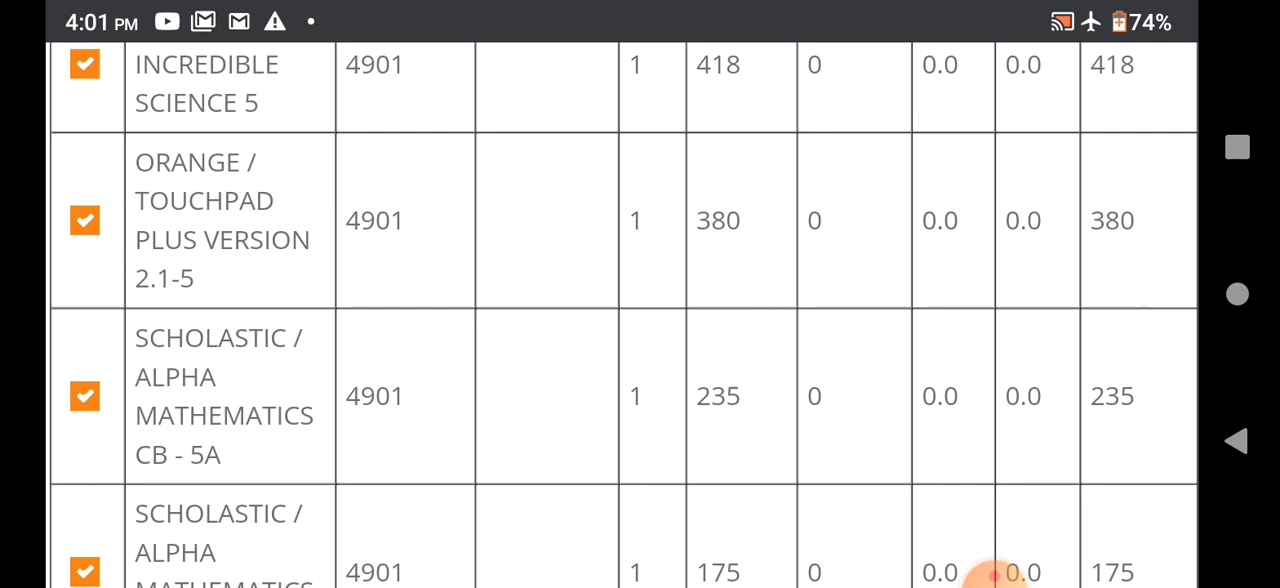 4:01 PM 74%
INCREDIBLE
SCIENCE 5
4901 1 418 0 0.0 0.0 418
ORANGE /
TOUCHPAD
PLUS VERSION
2.1-5
4901 1 380 0 0.0 0.0 380
SCHOLASTIC /
ALPHA
MATHEMATICS
CB - 5A
4901 1 235 0 0.0 0.0 235
SCHOLASTIC /
ALPHA
MATHEMATICS
4901 1 175 0 0.0 0.0 175